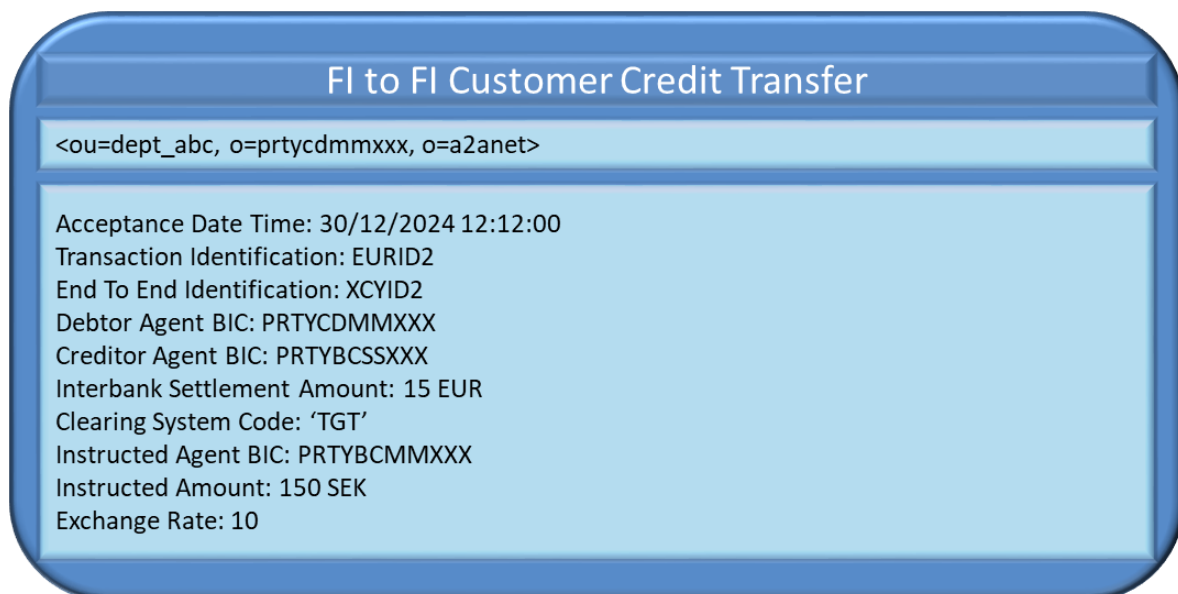 FI to FI Customer Credit Transfer
<ou=dept_abc, o=prtycdmmxxx, o=a2anet>
Acceptance Date Time: 30/12/2024 12:12:00
Transaction Identification: EURID2
End To End Identification: XCYID2
Debtor Agent BIC: PRTYCDMMXXX
Creditor Agent BIC: PRTYBCSSXXX
Interbank Settlement Amount: 15 EUR
Clearing System Code: ‘TGT’
Instructed Agent BIC: PRTYBCMMXXX
Instructed Amount: 150 SEK
Exchange Rate: 10